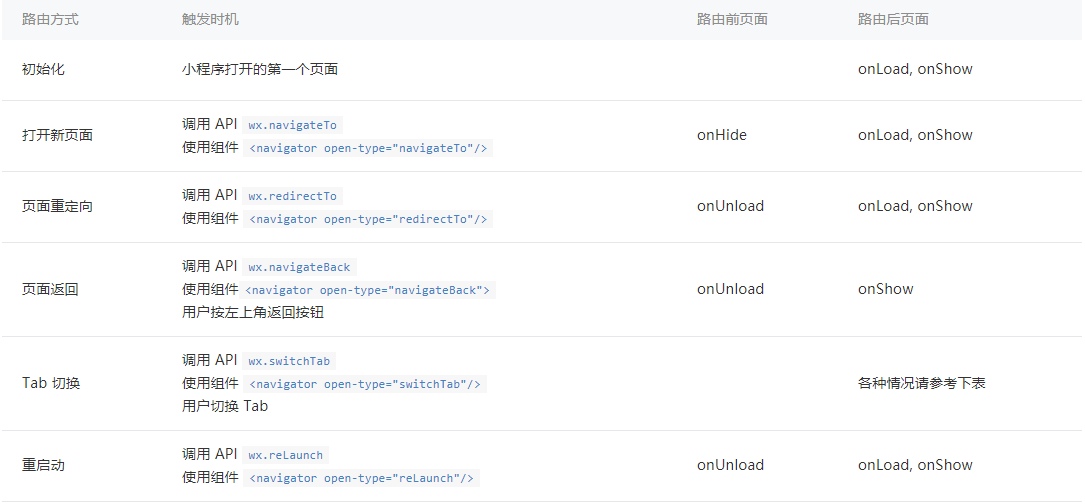 路由方式 触发时机 路由前页面 路由后页面
初始化 小程序打开的第一个页面 onLoad, onShow
打开新页面 调用 API wx.navigateTo
使用组件 <navigator open-type="navigateTo"/> onHide onLoad, onShow
页面重定向 调用 API wx.redirectTo
使用组件 <navigator open-type="redirectTo"/> onUnload onLoad, onShow
页面返回 调用 API wx.navigateBack
使用组件 <navigator open-type="navigateBack"> onUnload onShow
用户按左上角返回按钮
Tab 切换 调用 API wx.switchTab
使用组件 <navigator open-type="switchTab"/> 各种情况请参考下表
用户切换 Tab
重启动 调用 API wx.reLaunch
使用组件 <navigator open-type="reLaunch"/> onUnload onLoad, onShow